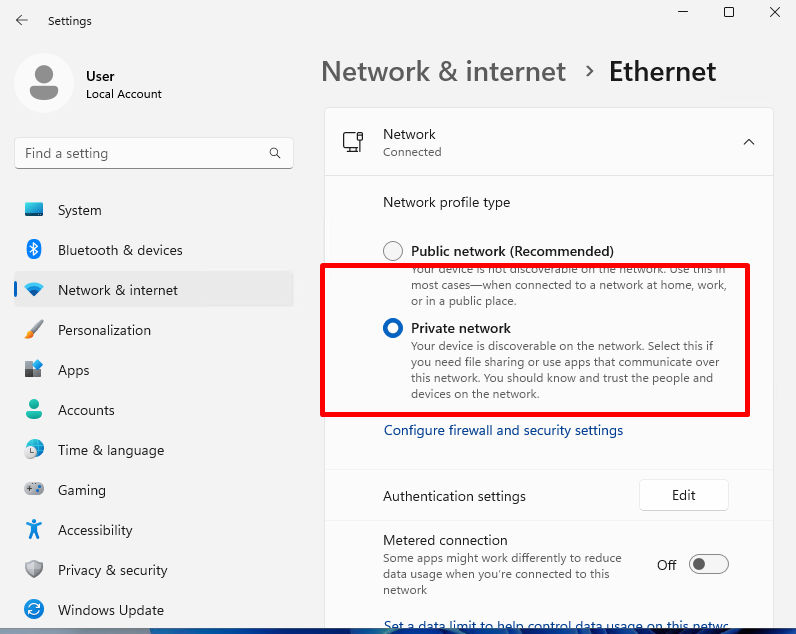 Settings
User
Local Account
Find a setting
System
Bluetooth & devices
Network & internet
Personalization
Apps
Accounts
Time & language
Gaming
Accessibility
Privacy & security
Windows Update
Network & internet › Ethernet
Network
Connected
Network profile type
Public network (Recommended)
Your device is not discoverable on the network. Use this in
most cases—when connected to a network at home, work,
or in a public place.
Private network
Your device is discoverable on the network. Select this if
you need file sharing or use apps that communicate over
this network. You should know and trust the people and
devices on the network.
Configure firewall and security settings
Authentication settings
Edit
Metered connection
Some apps might work differently to reduce
data usage when you're connected to this
network
Off
Set a data limit to help control data usage on this netwc